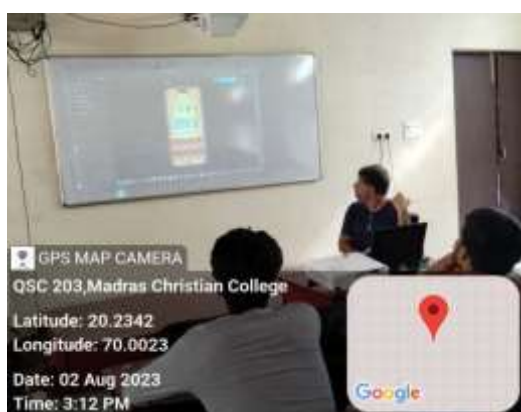 GPS MAP CAMERA
QSC 203,Madras Christian College
Latitude: 20.2342
Longitude: 70.0023
Date: 02 Aug 2023
Time: 3:12 PM
Google